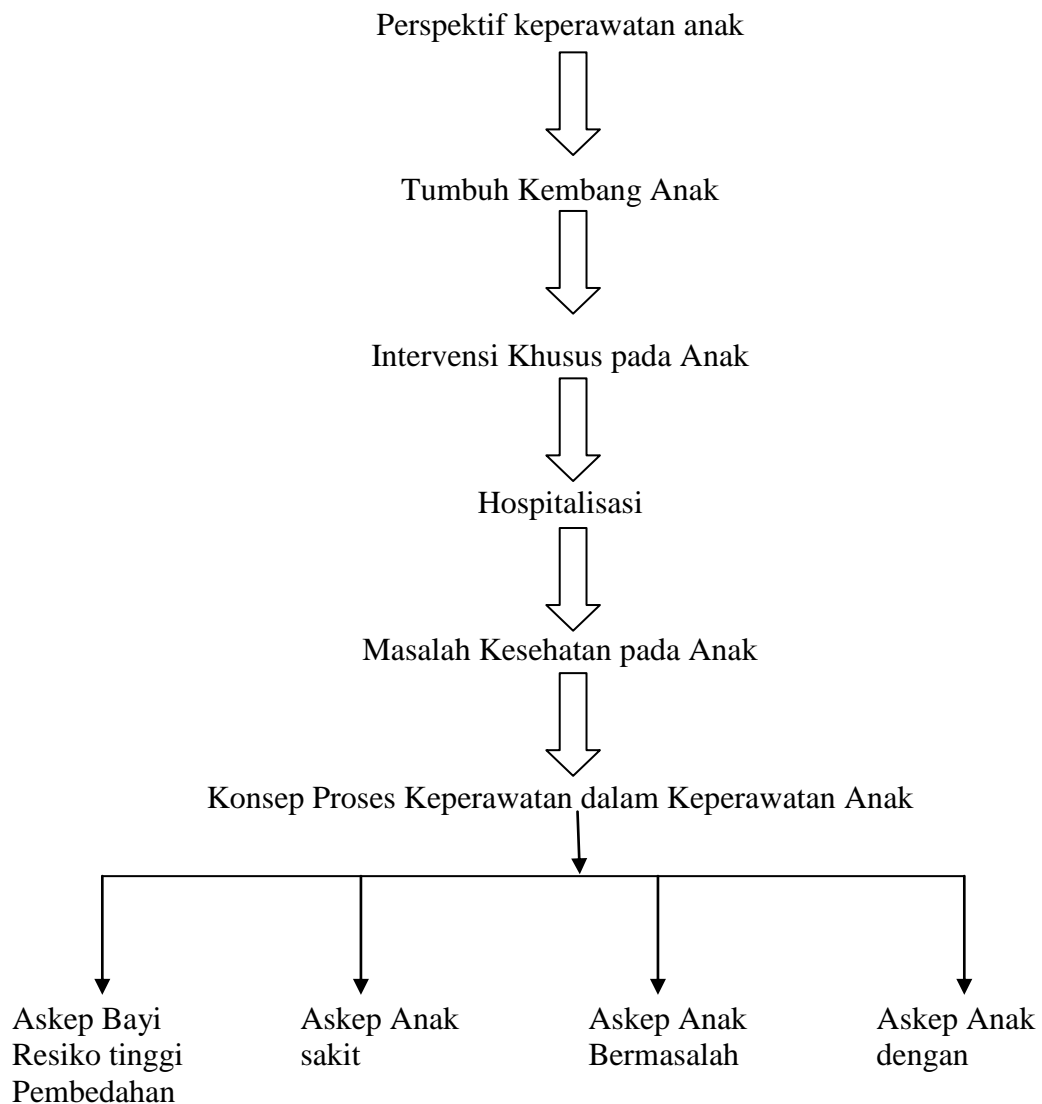 Perspektif keperawatan anak
Tumbuh Kembang Anak
Intervensi Khusus pada Anak
Hospitalisasi
Masalah Kesehatan pada Anak
Konsep Proses Keperawatan dalam Keperawatan Anak
Askep Bayi
Resiko tinggi
Pembedahan
Askep Anak
sakit
Askep Anak
Bermasalah
Askep Anak
dengan